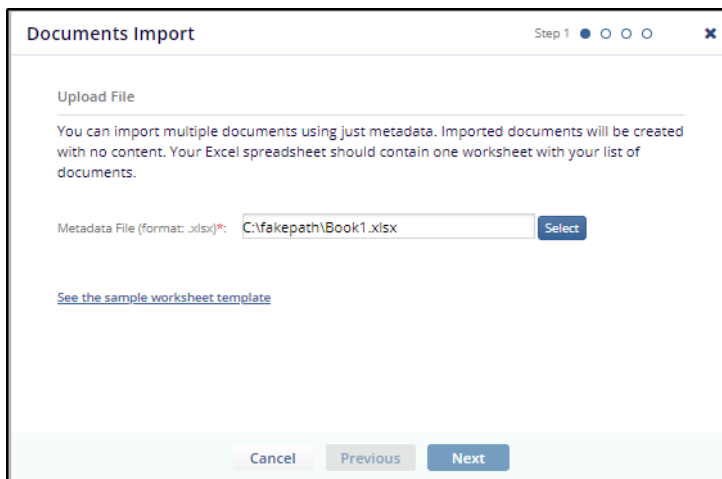 Documents Import
Step 1
Upload File
You can import multiple documents using just metadata. Imported documents will be created
with no content. Your Excel spreadsheet should contain one worksheet with your list of
documents.
Metadata File (format: .xlsx)*: C:\fakepath\Book1.xlsx Select
See the sample worksheet template
Cancel Previous Next